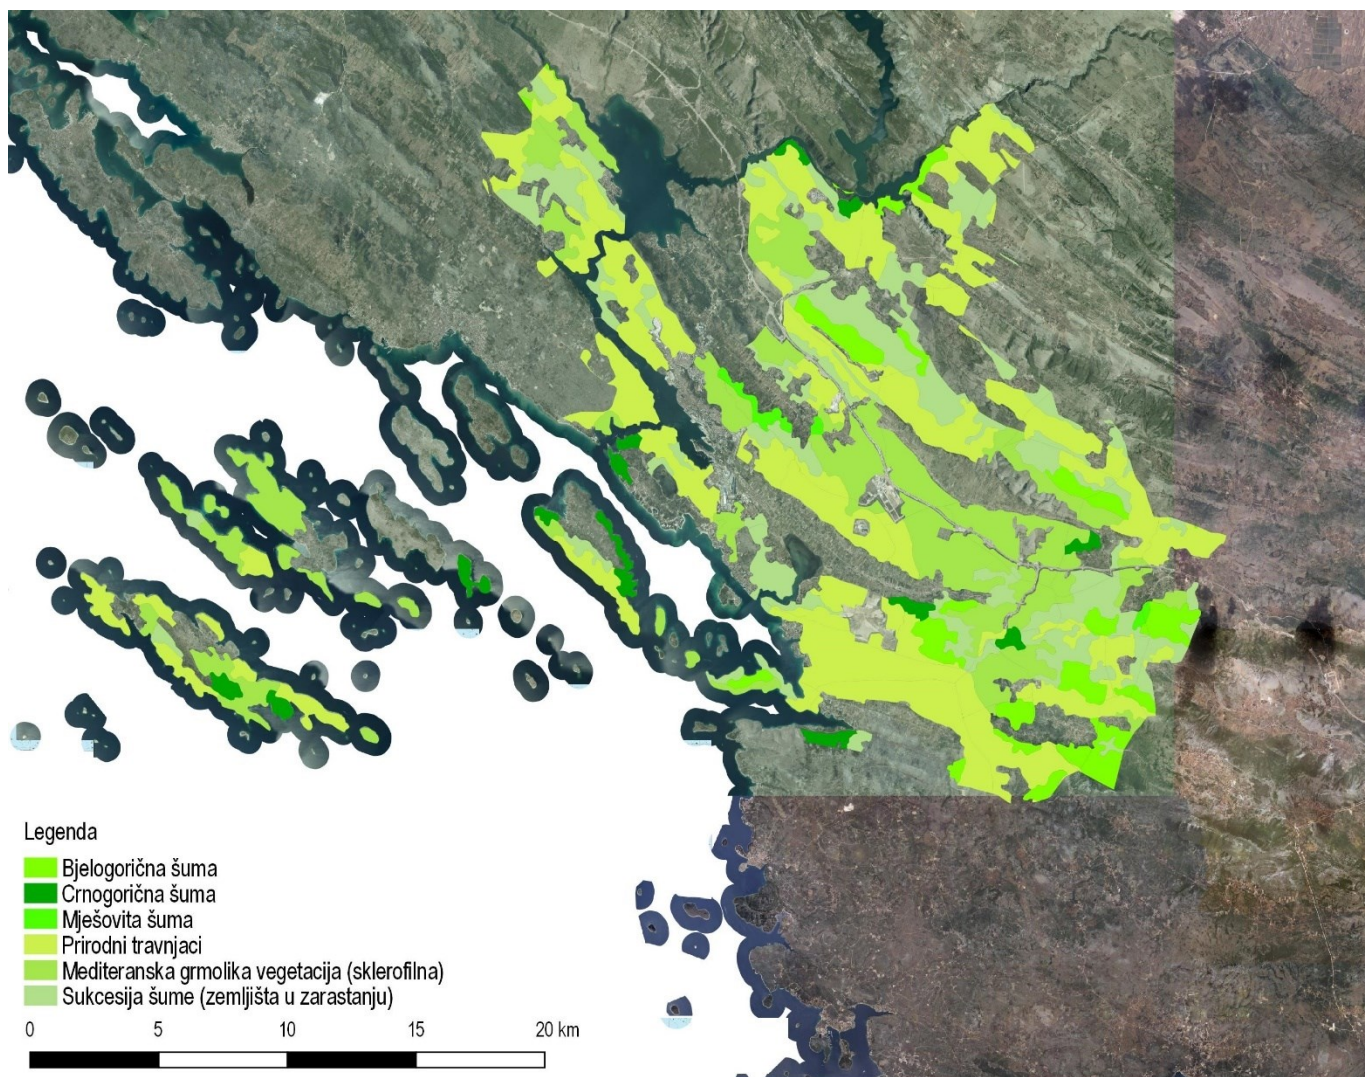 Legenda
Bjelogorična šuma
Crnogorična šuma
Mješovita šuma
Prirodni travnjaci
Mediteranska grmolika vegetacija (sklerofilna)
Sukcesija šume (zemljišta u zarastanju)
0 5 10 15 20 km